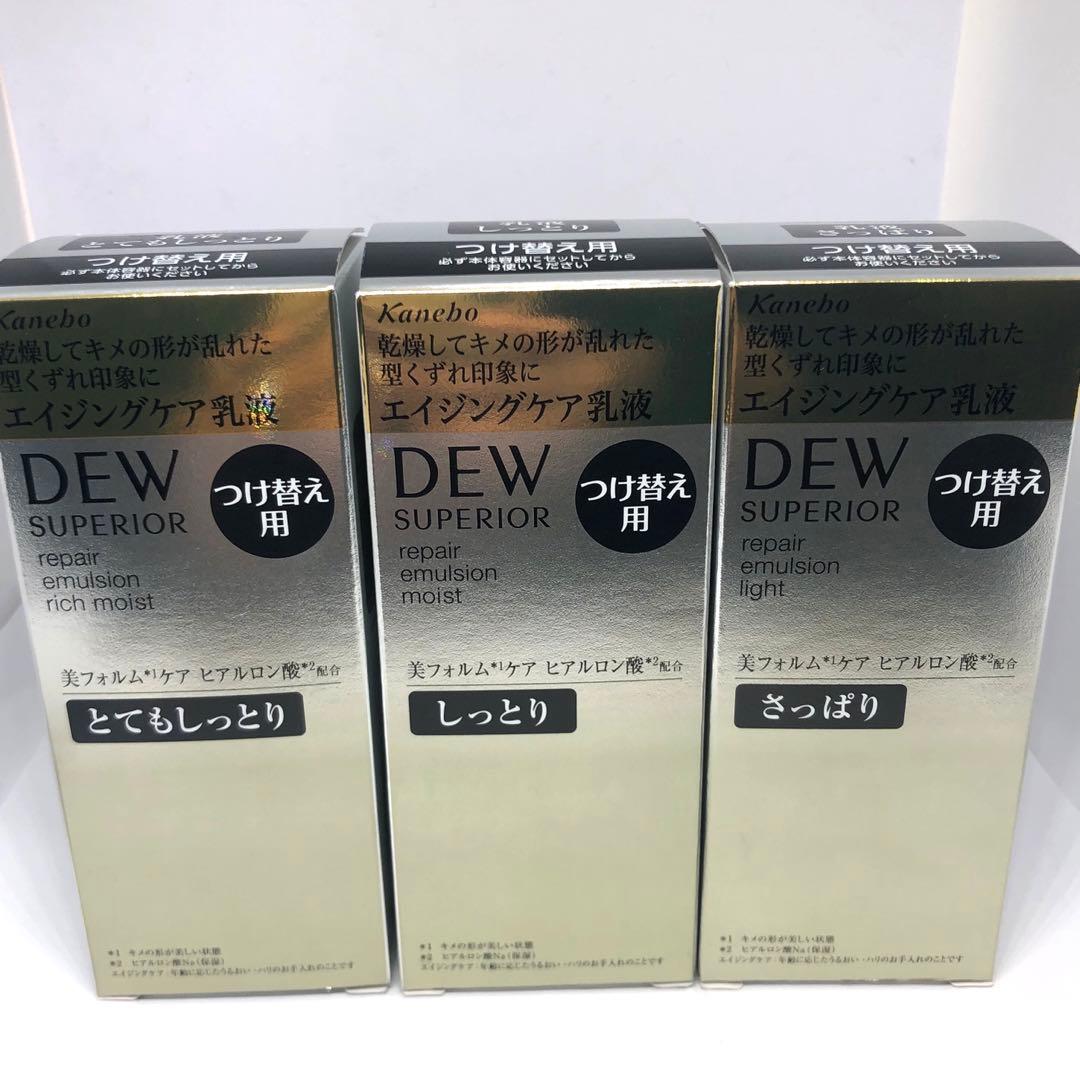 乳液
とてもしっとり
つけ替え用
必ず本体容器にセットしてから
お使いください
Kanebo
乾燥してキメの形が乱れた
型くずれ印象に
エイジングケア乳液
DEW
SUPERIOR
つけ替え
用
repair
emulsion
rich moist
美フォルム*1ケア ヒアルロン酸*2配合
とてもしっとり
*1 キメの形が美しい状態
*2 ヒアルロン酸Na(保湿)
エイジングケア:年齢に応じたうるおい・ハリのお手入れのことです
乳液
しっとり
つけ替え用
必ず本体容器にセットしてから
お使いください
Kanebo
乾燥してキメの形が乱れた
型くずれ印象に
エイジングケア乳液
DEW
SUPERIOR
つけ替え
用
repair
emulsion
moist
美フォルム*1ケア ヒアルロン酸*2配合
しっとり
*1 キメの形が美しい状態
*2 ヒアルロン酸Na(保湿)
エイジングケア:年齢に応じたうるおい・ハリのお手入れのことです
乳液
さっぱり
つけ替え用
必ず本体容器にセットしてから
お使いください
Kanebo
乾燥してキメの形が乱れた
型くずれ印象に
エイジングケア乳液
DEW
SUPERIOR
つけ替え
用
repair
emulsion
light
美フォルム*1ケア ヒアルロン酸*2配合
さっぱり
*1 キメの形が美しい状態
*2 ヒアルロン酸Na(保湿)
エイジングケア:年齢に応じたうるおい・ハリのお手入れのことです